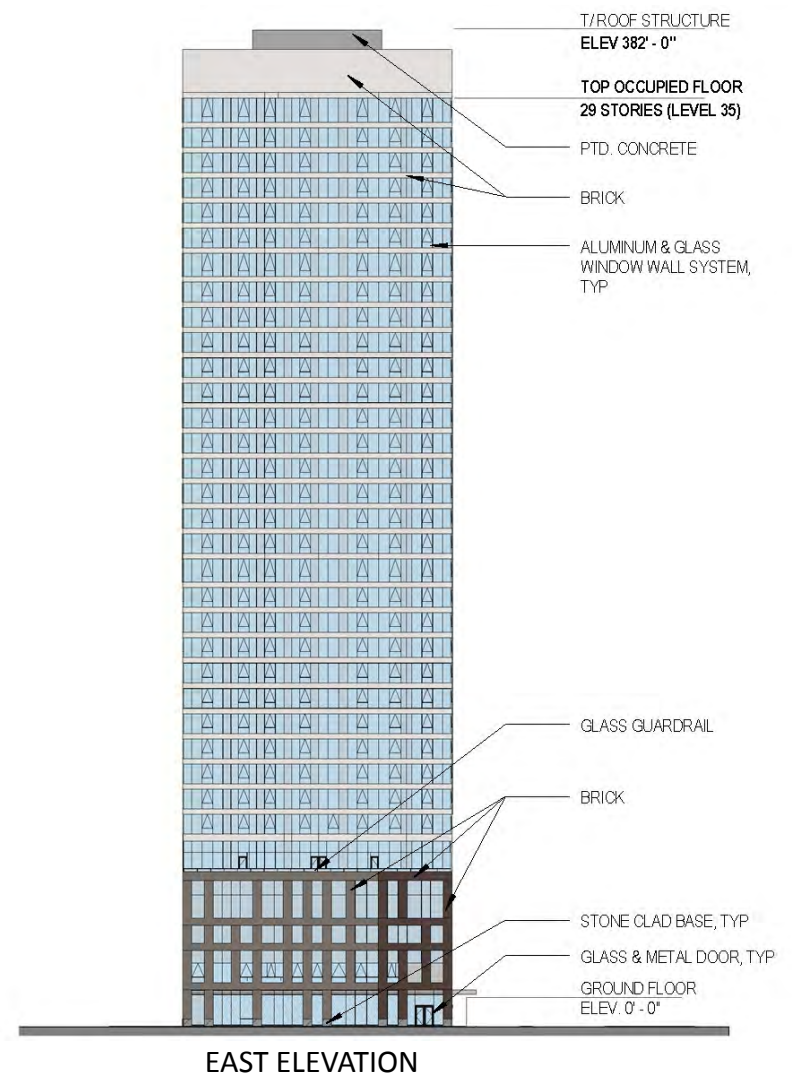 T/ROOF STRUCTURE
ELEV 382' - 0"
TOP OCCUPIED FLOOR
29 STORIES (LEVEL 35)
PTD. CONCRETE
BRICK
ALUMINUM & GLASS
WINDOW WALL SYSTEM,
TYP
GLASS GUARDRAIL
BRICK
STONE CLAD BASE, TYP
GLASS & METAL DOOR, TYP
GROUND FLOOR
ELEV. 0' - 0"
EAST ELEVATION